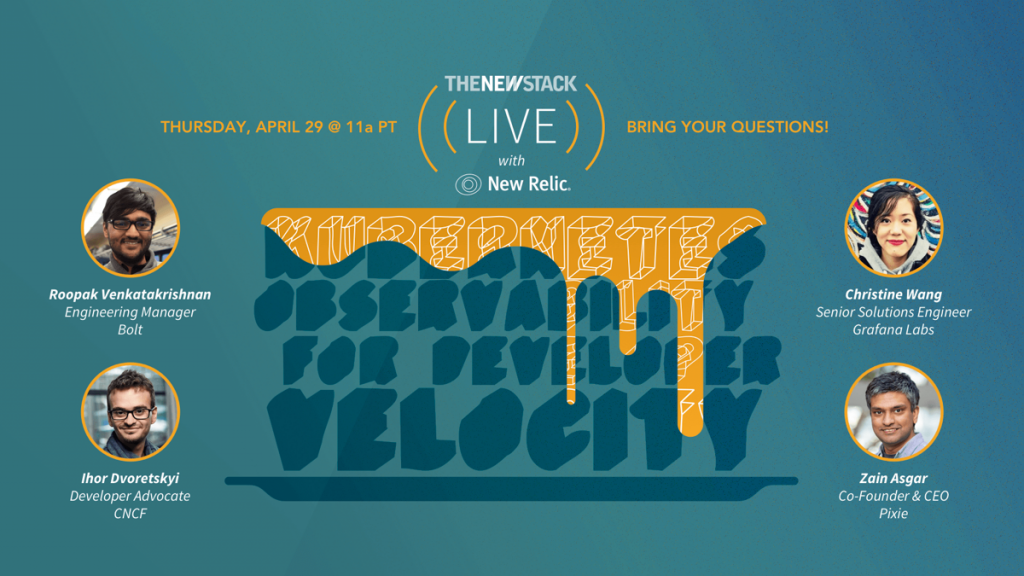 THENEWSTACK
THURSDAY, APRIL 29 @ 11a PT
LIVE
BRING YOUR QUESTIONS!
with
New Relic®
KUBERNETES
OBSERVABILITY
FOR DEVELOPER
VELOCITY
Roopak Venkatakrishnan
Engineering Manager
Bolt
Christine Wang
Senior Solutions Engineer
Grafana Labs
Ihor Dvoretskyi
Developer Advocate
CNCF
Zain Asgar
Co-Founder & CEO
Pixie